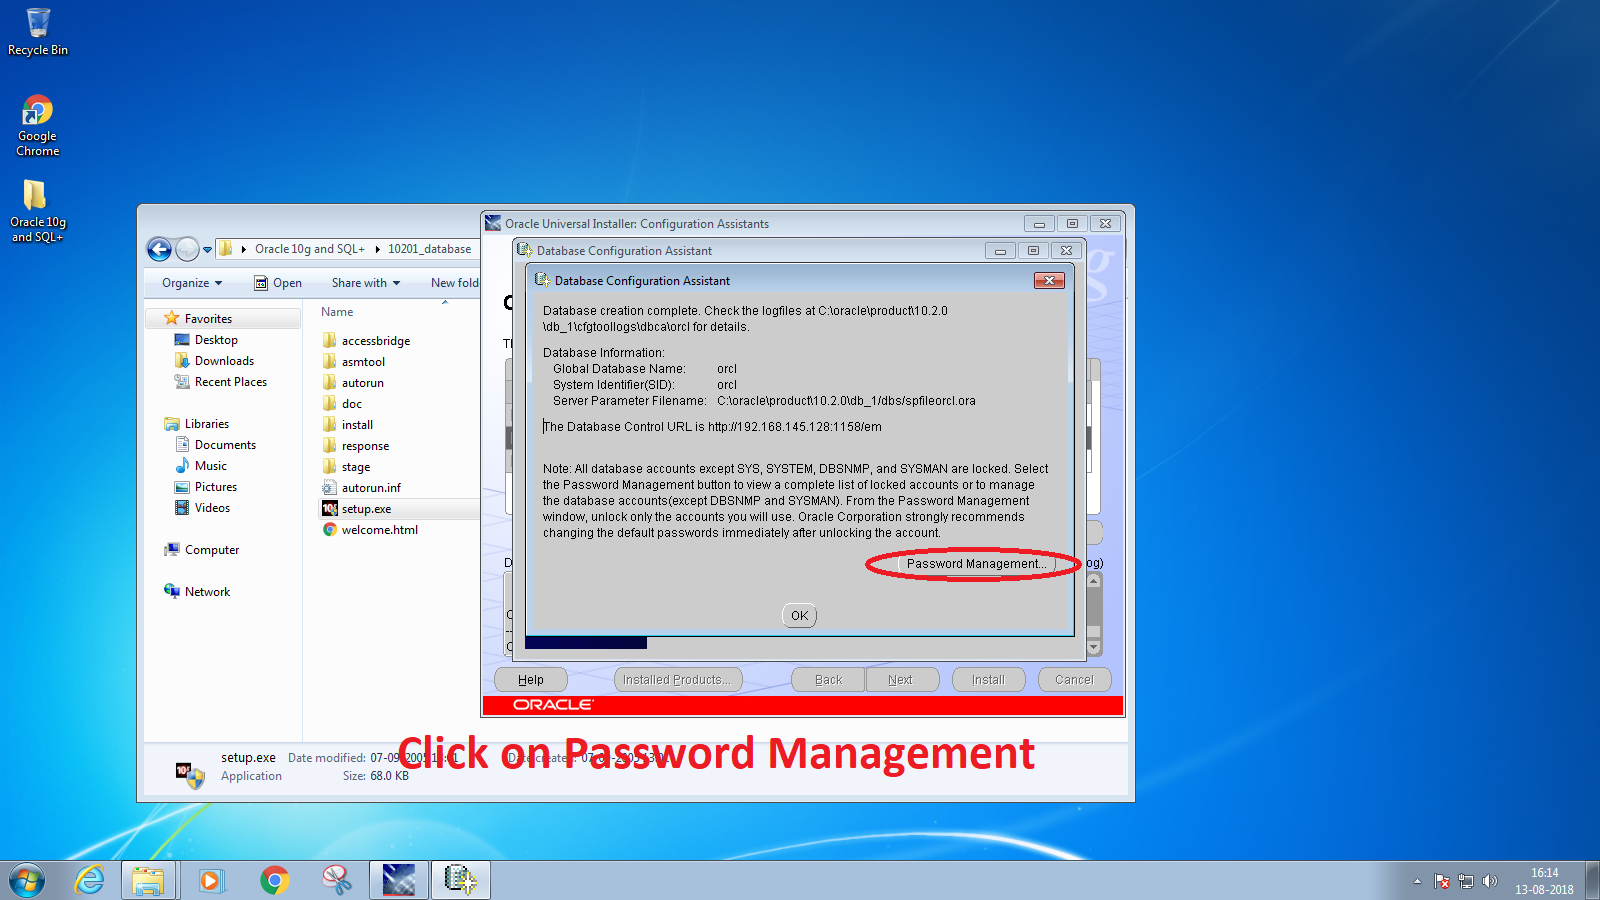 Recycle Bin
Google
Chrome
Oracle 10g
and SQL+
Oracle 10g and SQL+
10201_database
Organize
Open
Share with
New fold
Favorites
Desktop
Downloads
Recent Places
Libraries
Documents
Music
Pictures
Videos
Computer
Network
Name
accessbridge
asmtool
autorun
doc
install
response
stage
autorun.inf
setup.exe
welcome.html
Oracle Universal Installer: Configuration Assistants
Database Configuration Assistant
Database Configuration Assistant
Database creation complete. Check the logfiles at C:\oracle\product\10.2.0
\db_1\cfgtoollogs\dbca\orcl for details.
Database Information:
Global Database Name: orcl
System Identifier(SID): orcl
Server Parameter Filename: C:\oracle\product\10.2.0\db_1/dbs/spfileorcl.ora
The Database Control URL is http://192.168.145.128:1158/em
Note: All database accounts except SYS, SYSTEM, DBSNMP, and SYSMAN are locked. Select
the Password Management button to view a complete list of locked accounts or to manage
the database accounts(except DBSNMP and SYSMAN). From the Password Management
window, unlock only the accounts you will use. Oracle Corporation strongly recommends
changing the default passwords immediately after unlocking the account.
Password Management...
og)
OK
Help
Installed Products...
Back
Next
Install
Cancel
ORACLE
Click on Password Management
setup.exe Date modified: Date created:
Application Size: 68.0 KB
16:14
13-08-2018